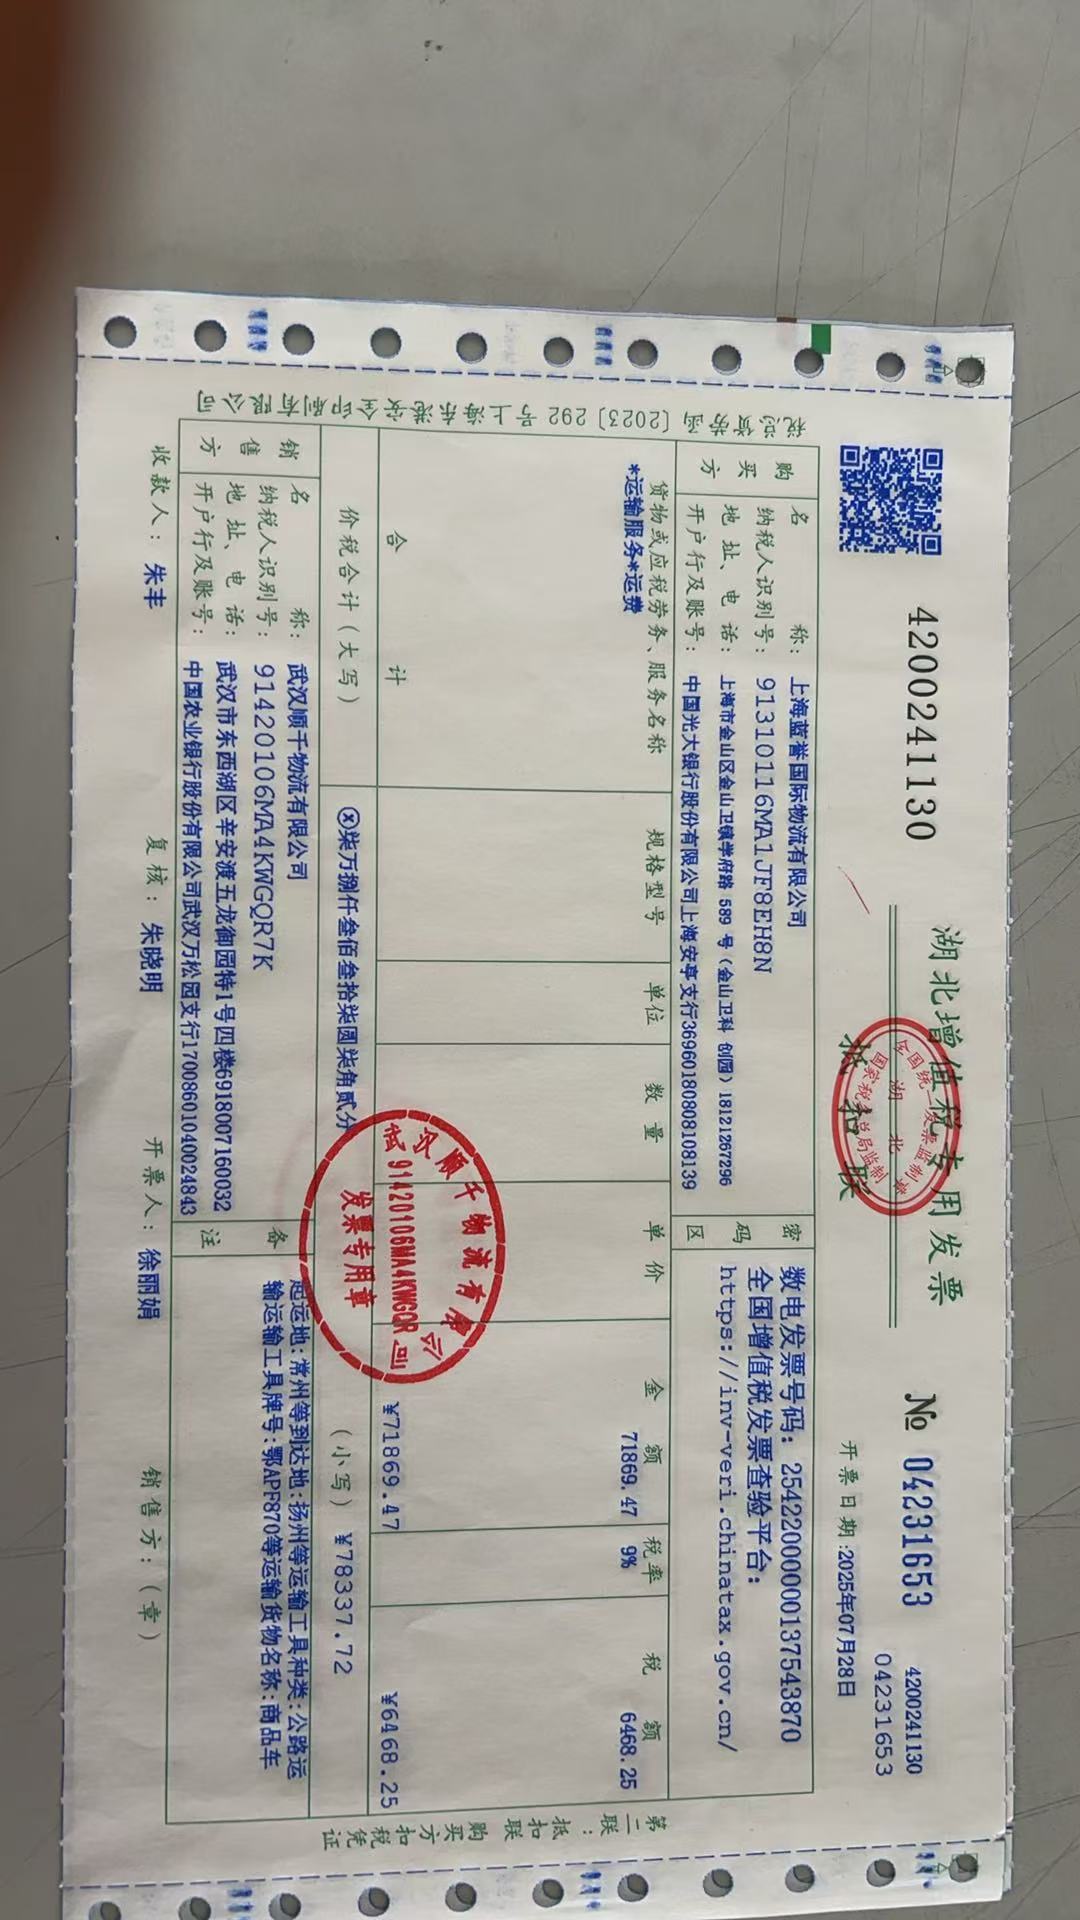 4200241130
湖北增值税专用发票
№ 04231653
4200241130
04231653
全国统一发票监制章
湖北
国家税务总局监制
抵扣联
开票日期:2025年07月28日
税总货劳函〔2023〕292号上海东港安全印刷有限公司
购买方
名称: 上海蓝誉国际物流有限公司
纳税人识别号: 91310116MA1JF8EH8N
地址、电话: 上海市金山区金山卫镇学府路 589 号(金山卫科 创园)18121267296
开户行及账号: 中国光大银行股份有限公司上海安亭支行36960180808108139
密码区
数电发票号码: 25422000000137543870
全国增值税发票查验平台:
https://inv-veri.chinatax.gov.cn/
货物或应税劳务、服务名称 规格型号 单位 数量 单价 金额 税率 税额
*运输服务*运费 71869.47 9% 6468.25
合计 ¥71869.47 ¥6468.25
价税合计(大写) ⓧ柒万捌仟叁佰叁拾柒圆柒角贰分 (小写) ¥78337.72
销售方
名称: 武汉顺千物流有限公司
纳税人识别号: 91420106MA4KWGQR7K
地址、电话: 武汉市东西湖区辛安渡五龙御园特1号四楼69180071600​32
开户行及账号: 中国农业银行股份有限公司武汉万松园支行17008601040024843
备注
起运地:常州等到达地:扬州等运输工具种类:公路运
输运输工具牌号:鄂APF870等运输货物名称:商品车
武汉顺千物流有限公司
91420106MA4KWGQR
发票专用章
收款人: 朱丰 复核: 朱晓明 开票人: 徐丽娟 销售方:(章)
第二联:抵扣联 购买方扣税凭证